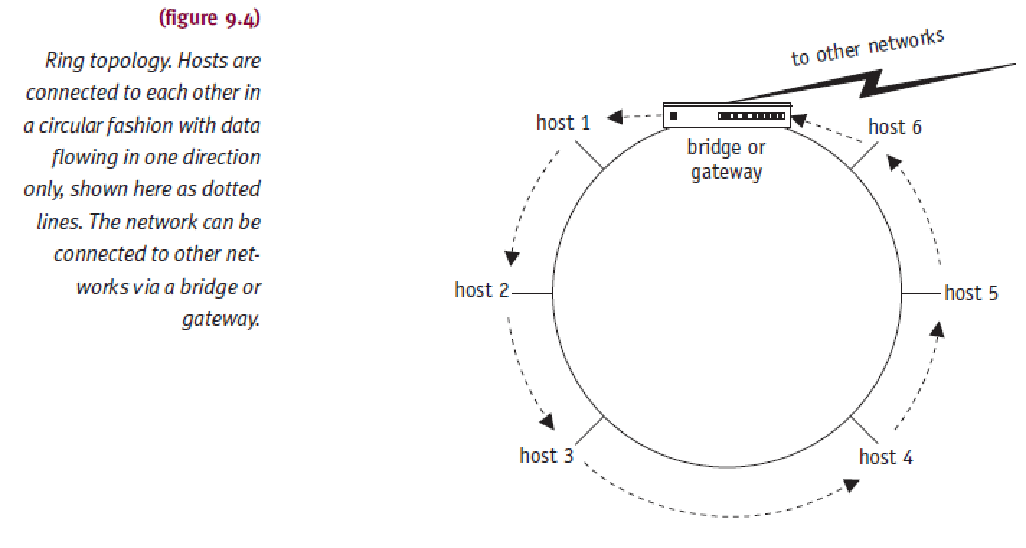 (figure 9.4)
Ring topology. Hosts are
connected to each other in
a circular fashion with data
flowing in one direction
only, shown here as dotted
lines. The network can be
connected to other net-
works via a bridge or
gateway.
to other networks
host 1
host 6
bridge or
gateway
host 2
host 5
host 3
host 4